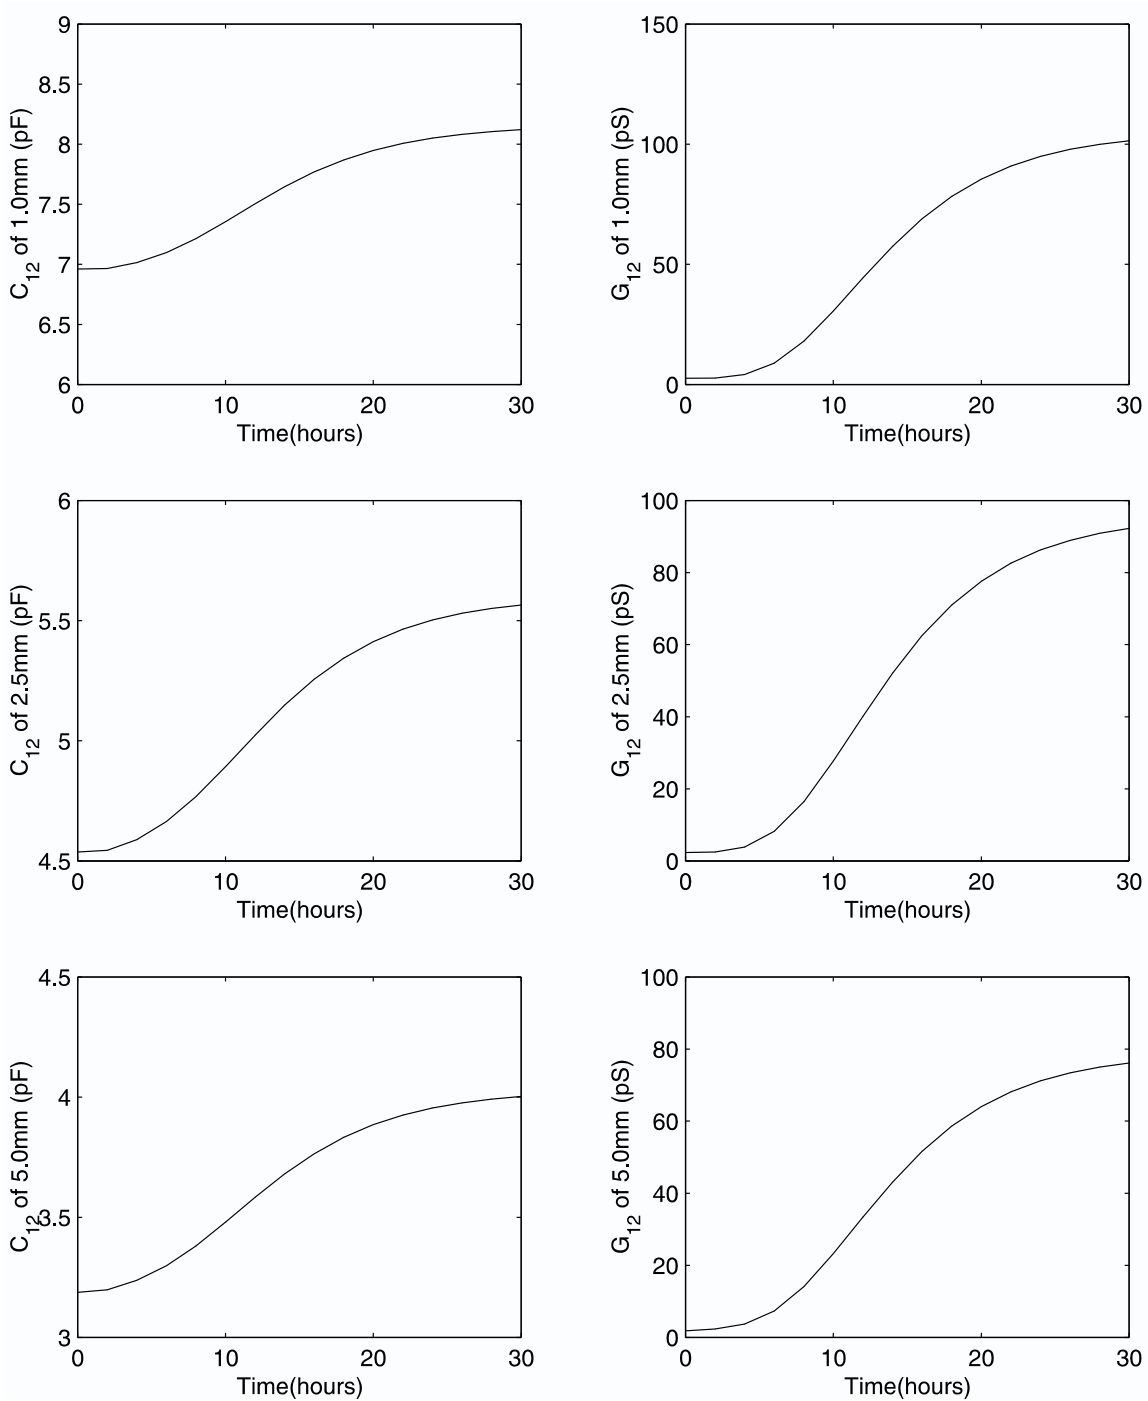 9
8.5
8
7.5
7
6.5
6
0 10 20 30
Time(hours)
C12 of 1.0mm (pF)
150
100
50
0
0 10 20 30
Time(hours)
G12 of 1.0mm (pS)
6
5.5
5
4.5
0 10 20 30
Time(hours)
C12 of 2.5mm (pF)
100
80
60
40
20
0
0 10 20 30
Time(hours)
G12 of 2.5mm (pS)
4.5
4
3.5
3
0 10 20 30
Time(hours)
C12 of 5.0mm (pF)
100
80
60
40
20
0
0 10 20 30
Time(hours)
G12 of 5.0mm (pS)